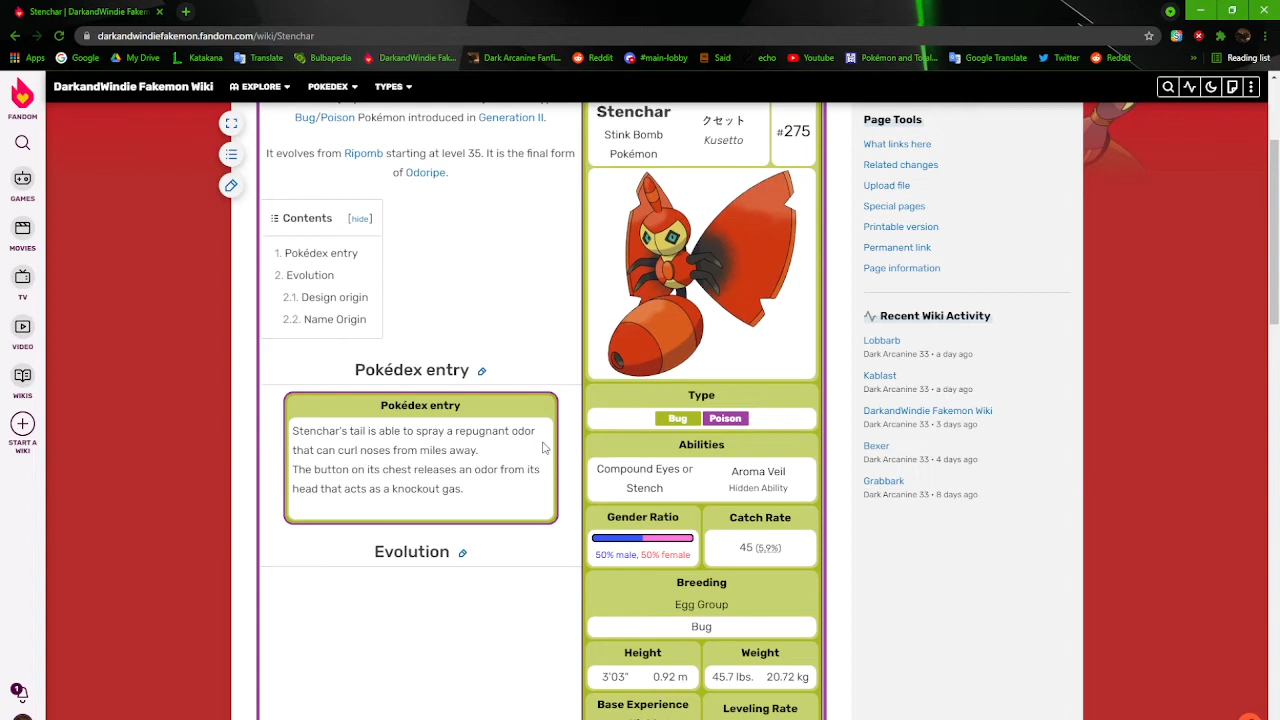 Stenchar | DarkandWindie Fakem
darkandwindiefakemon.fandom.com/wiki/Stenchar
Apps
Google
My Drive
Katakana
Translate
Bulbapedia
DarkandWindie Fak...
Dark Arcanine Fanfi...
Reddit
#main-lobby
Said
echo
Youtube
Pokémon and Total...
Google Translate
Twitter
Reddit
»
Reading list
FANDOM
GAMES
MOVIES
TV
VIDEO
WIKIS
START A
WIKI
1
DarkandWindie Fakemon Wiki
EXPLORE
POKEDEX
TYPES
Bug/Poison Pokémon introduced in Generation II.
It evolves from Ripomb starting at level 35. It is the final form
of Odoripe.
Contents [hide]
1. Pokédex entry
2. Evolution
2.1. Design origin
2.2. Name Origin
Pokédex entry
Pokédex entry
Stenchar's tail is able to spray a repugnant odor
that can curl noses from miles away.
The button on its chest releases an odor from its
head that acts as a knockout gas.
Evolution
Stenchar
Stink Bomb
Pokémon
クセット
Kusetto
#275
Type
Bug Poison
Abilities
Compound Eyes or
Stench
Aroma Veil
Hidden Ability
Gender Ratio
50% male, 50% female
Catch Rate
45 (5.9%)
Breeding
Egg Group
Bug
Height
3'03" 0.92 m
Weight
45.7 lbs. 20.72 kg
Base Experience
Leveling Rate
Page Tools
What links here
Related changes
Upload file
Special pages
Printable version
Permanent link
Page information
Recent Wiki Activity
Lobbarb
Dark Arcanine 33 • a day ago
Kablast
Dark Arcanine 33 • a day ago
DarkandWindie Fakemon Wiki
Dark Arcanine 33 • 3 days ago
Bexer
Dark Arcanine 33 • 4 days ago
Grabbark
Dark Arcanine 33 • 8 days ago